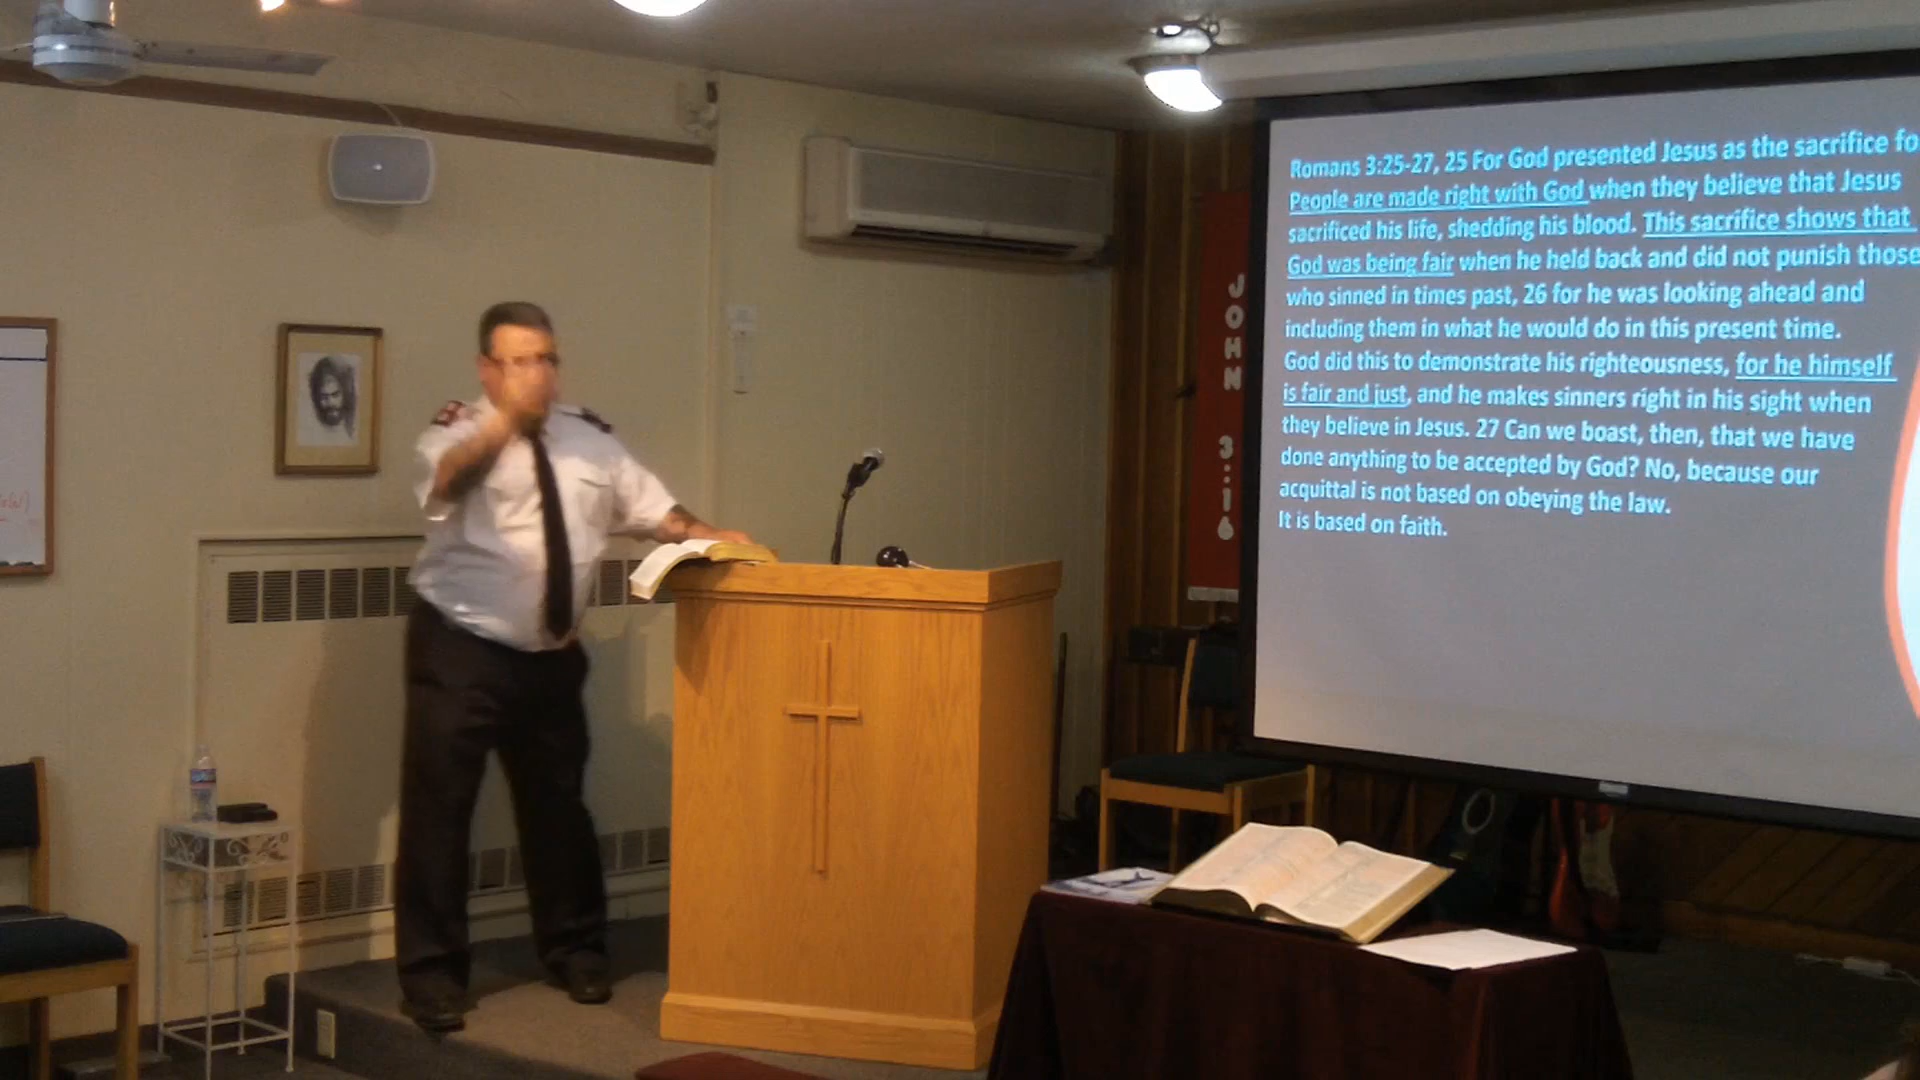 Romans 3:25-27, 25 For God presented Jesus as the sacrifice fo
People are made right with God when they believe that Jesus
sacrificed his life, shedding his blood. This sacrifice shows that
God was being fair when he held back and did not punish those
who sinned in times past, 26 for he was looking ahead and
including them in what he would do in this present time.
God did this to demonstrate his righteousness, for he himself
is fair and just, and he makes sinners right in his sight when
they believe in Jesus. 27 Can we boast, then, that we have
done anything to be accepted by God? No, because our
acquittal is not based on obeying the law.
It is based on faith.
JOHN 3:16